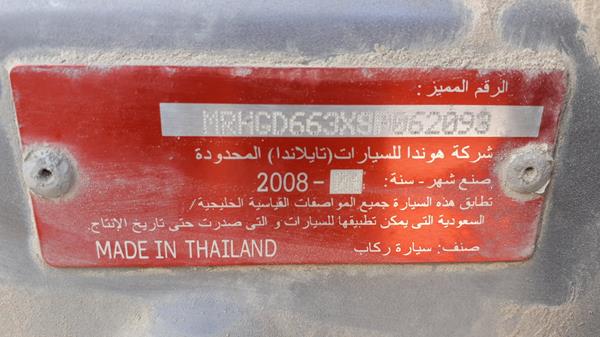 الرقم المميز:
MRHGD663X9P062098
شركة هوندا للسيارات(تايلاندا) المحدودة
صنع شهر- سنة: -2008
تطابق هذه السيارة جميع المواصفات القياسية الخليجية/
السعودية التى يمكن تطبيقها للسيارات و التى صدرت حتى تاريخ الإنتاج.
صنف: سيارة ركاب
MADE IN THAILAND